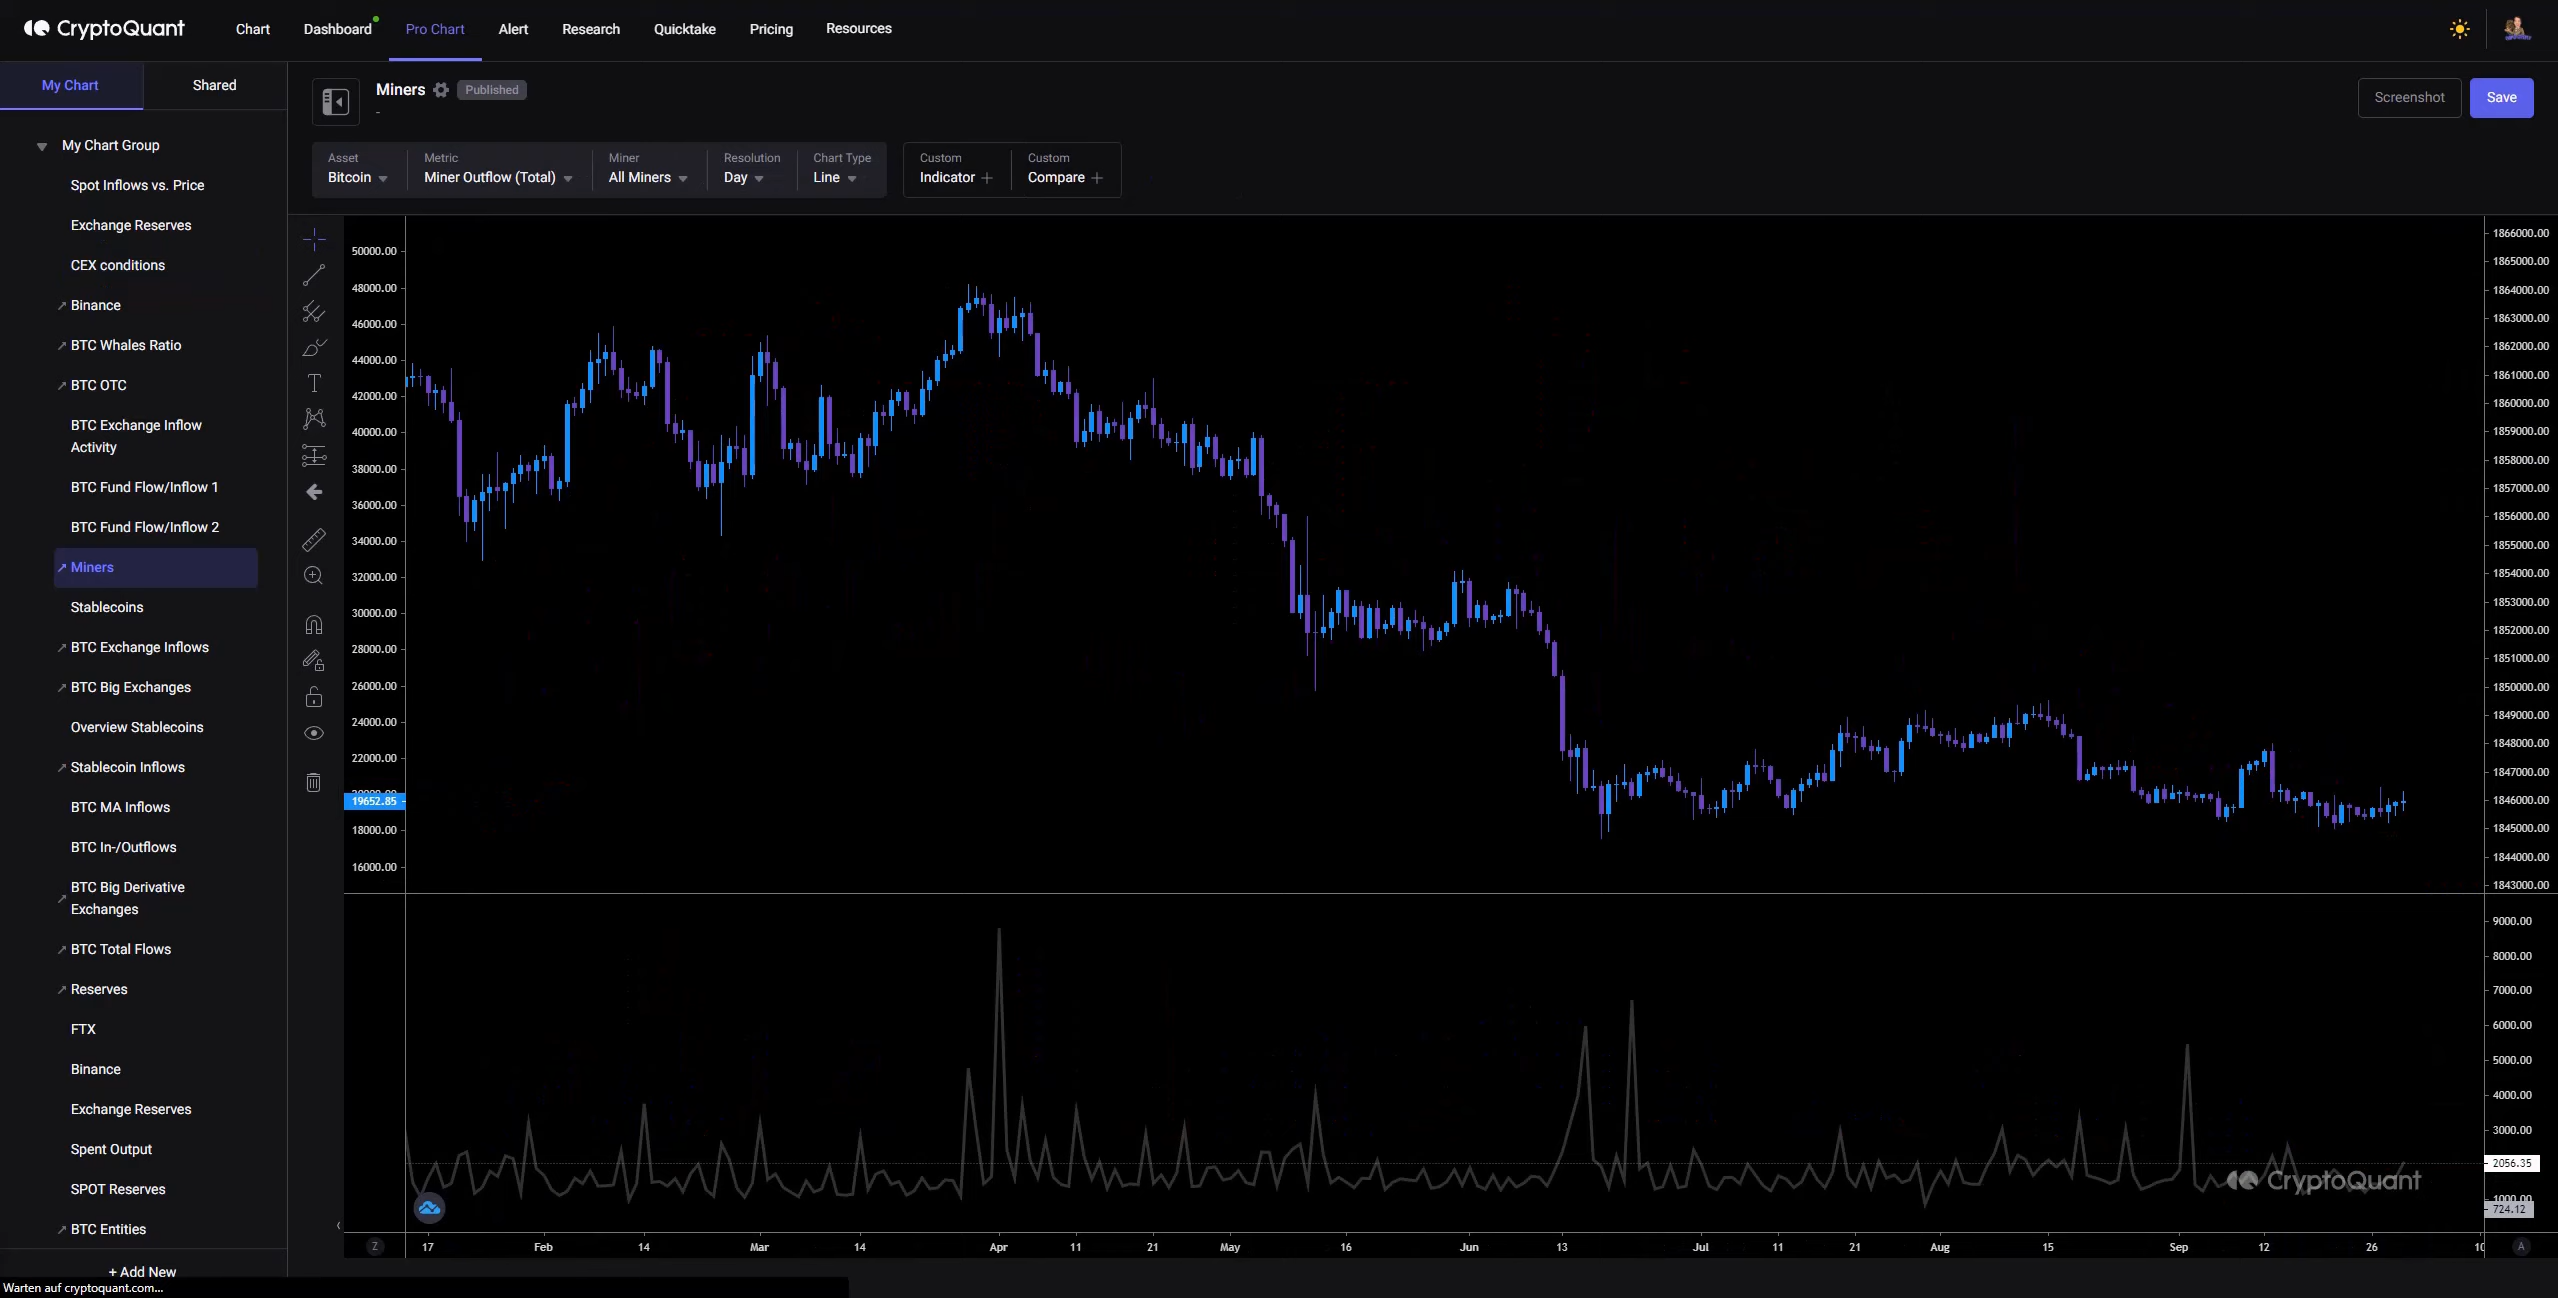 CryptoQuant
Chart
Dashboard
Pro Chart
Alert
Research
Quicktake
Pricing
Resources
My Chart
Shared
My Chart Group
Spot Inflows vs. Price
Exchange Reserves
CEX conditions
Binance
BTC Whales Ratio
BTC OTC
BTC Exchange Inflow
Activity
BTC Fund Flow/Inflow 1
BTC Fund Flow/Inflow 2
Miners
Stablecoins
BTC Exchange Inflows
BTC Big Exchanges
Overview Stablecoins
Stablecoin Inflows
BTC MA Inflows
BTC In-/Outflows
BTC Big Derivative
Exchanges
BTC Total Flows
Reserves
FTX
Binance
Exchange Reserves
Spent Output
SPOT Reserves
BTC Entities
+ Add New
Warten auf cryptoquant.com...
Miners
Published
-
Screenshot
Save
Asset
Bitcoin
Metric
Miner Outflow (Total)
Miner
All Miners
Resolution
Day
Chart Type
Line
Custom
Indicator
Custom
Compare
50000.00
48000.00
46000.00
44000.00
42000.00
40000.00
38000.00
36000.00
34000.00
32000.00
30000.00
28000.00
26000.00
24000.00
22000.00
19652.85
18000.00
16000.00
1866000.00
1865000.00
1864000.00
1863000.00
1862000.00
1861000.00
1860000.00
1859000.00
1858000.00
1857000.00
1856000.00
1855000.00
1854000.00
1853000.00
1852000.00
1851000.00
1850000.00
1849000.00
1848000.00
1847000.00
1846000.00
1845000.00
1844000.00
1843000.00
9000.00
8000.00
7000.00
6000.00
5000.00
4000.00
3000.00
2056.35
1000.00
724.12
CryptoQuant
Z
17
Feb
14
Mar
14
Apr
11
21
May
16
Jun
13
Jul
11
21
Aug
15
Sep
12
26
A